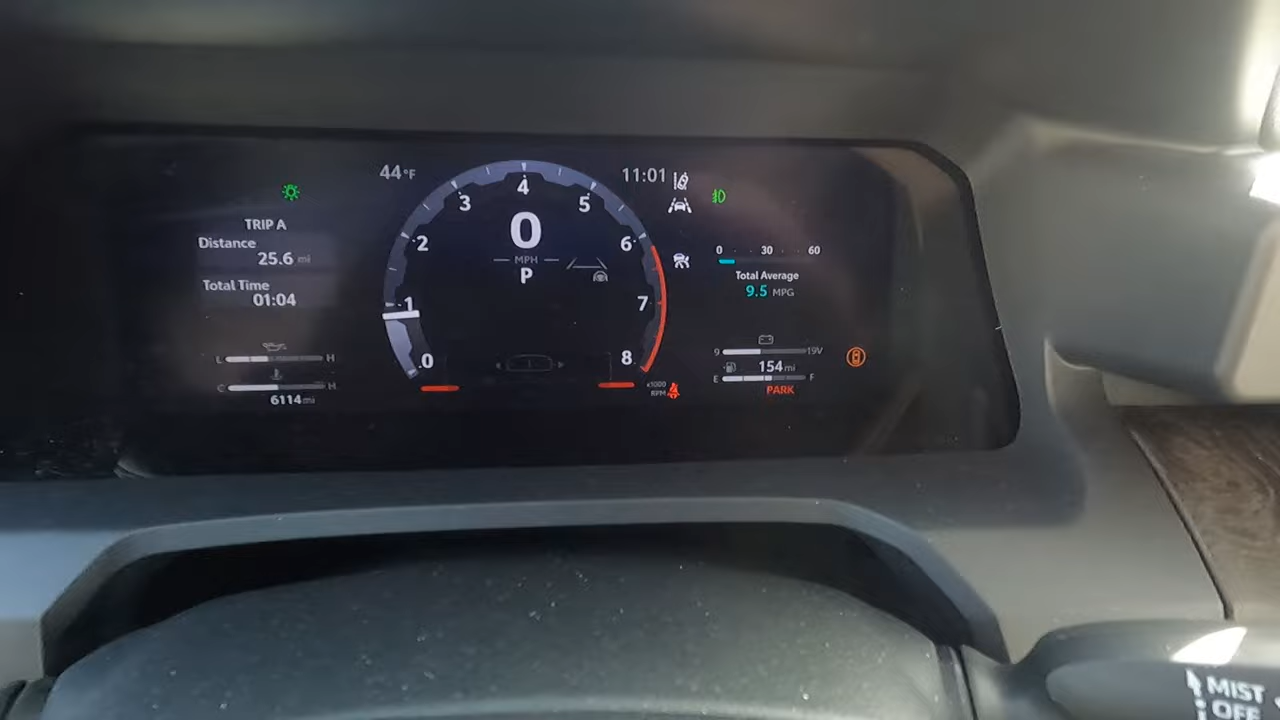 44°F
11:01
TRIP A
Distance
25.6 mi
Total Time
01:04
L H
C H
6114 mi
0 1 2 3 4 5 6 7 8
0
MPH
P
x1000
RPM
0 30 60
Total Average
9.5 MPG
9 19V
154 mi
E F
PARK
MIST
OFF